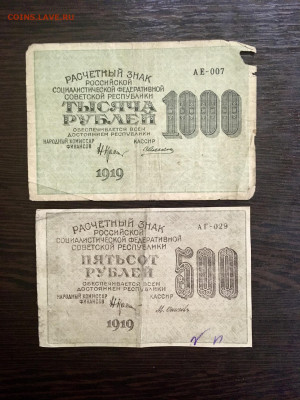 COINS.LAVE.RU
РАСЧЕТНЫЙ ЗНАК
РОССИЙСКОЙ
СОЦИАЛИСТИЧЕСКОЙ ФЕДЕРАТИВНОЙ
СОВЕТСКОЙ РЕСПУБЛИКИ
АЕ-007
ТЫСЯЧА
РУБЛЕЙ
1000
ОБЕСПЕЧИВАЕТСЯ ВСЕМ
ДОСТОЯНИЕМ РЕСПУБЛИКИ
НАРОДНЫЙ КОМИССАР
ФИНАНСОВ
КАССИР
1919
РАСЧЕТНЫЙ ЗНАК
РОССИЙСКОЙ
СОЦИАЛИСТИЧЕСКОЙ ФЕДЕРАТИВНОЙ
СОВЕТСКОЙ РЕСПУБЛИКИ
АГ-029
ПЯТЬСОТ
РУБЛЕЙ
500
ОБЕСПЕЧИВАЕТСЯ ВСЕМ
ДОСТОЯНИЕМ РЕСПУБЛИКИ
НАРОДНЫЙ КОМИССАР
ФИНАНСОВ
КАССИР
1919